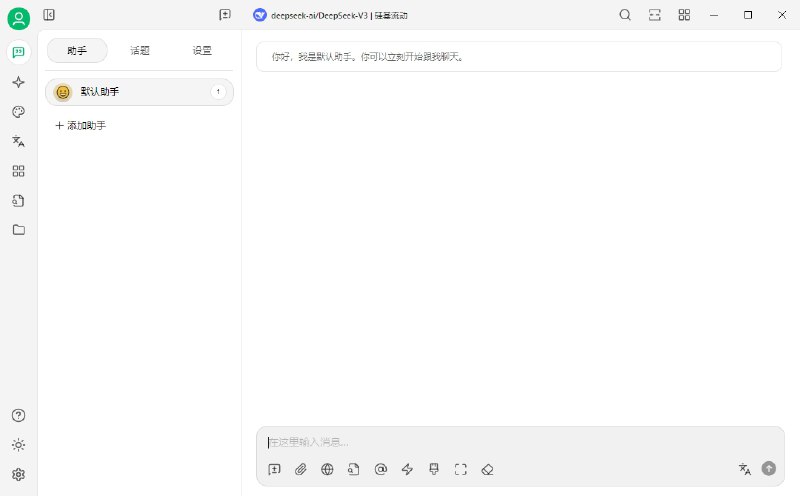 deepseek-ai/DeepSeek-V3 | 硅基流动
助手 话题 设置
默认助手 1
+ 添加助手
你好，我是默认助手。你可以立刻开始跟我聊天。
在这里输入消息...